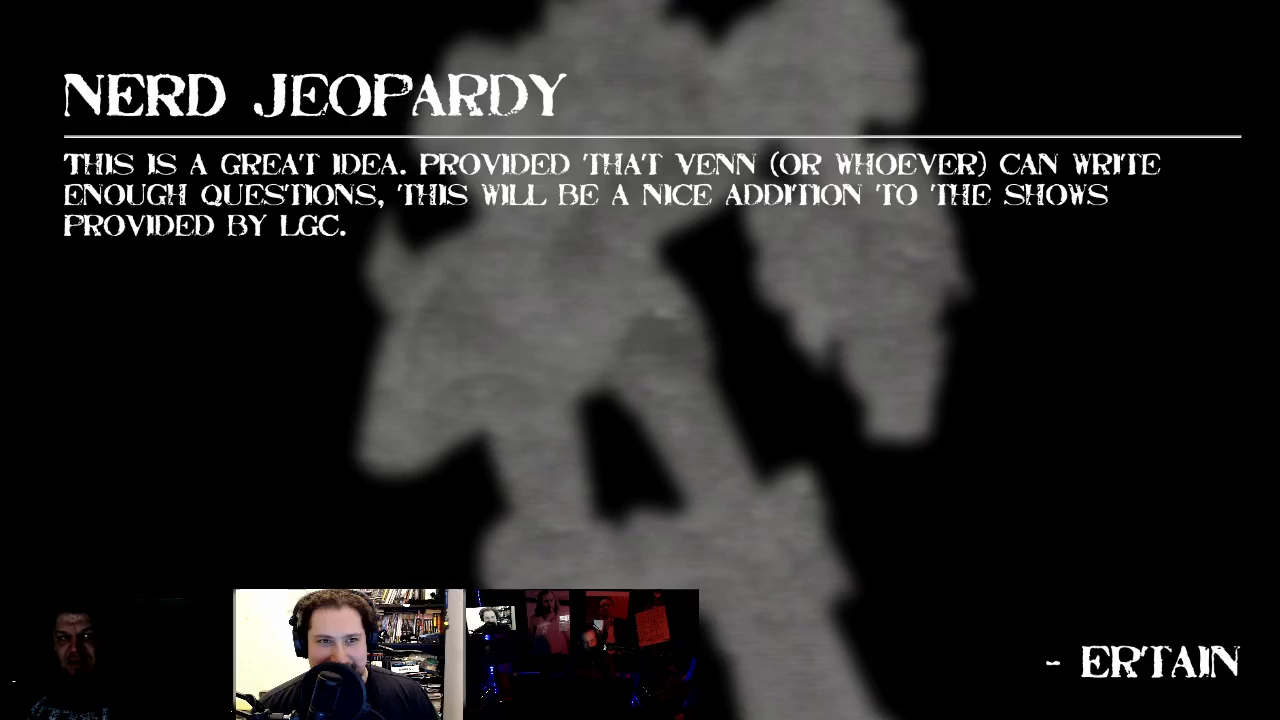 NERD JEOPARDY
THIS IS A GREAT IDEA. PROVIDED THAT VENN (OR WHOEVER) CAN WRITE
ENOUGH QUESTIONS, THIS WILL BE A NICE ADDITION TO THE SHOWS
PROVIDED BY LGC.
- ERTAIN